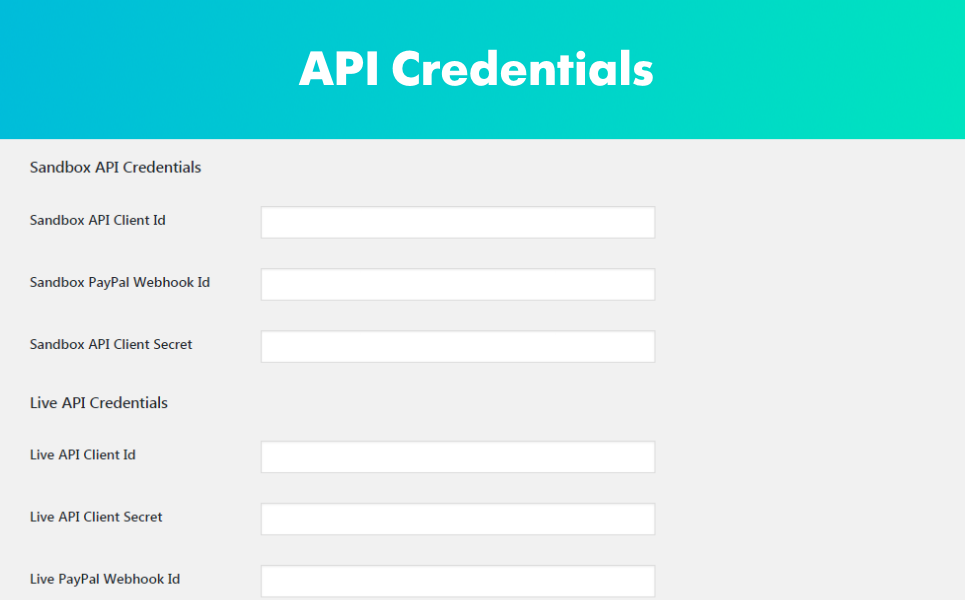 API Credentials
Sandbox API Credentials
Sandbox API Client Id
Sandbox PayPal Webhook Id
Sandbox API Client Secret
Live API Credentials
Live API Client Id
Live API Client Secret
Live PayPal Webhook Id